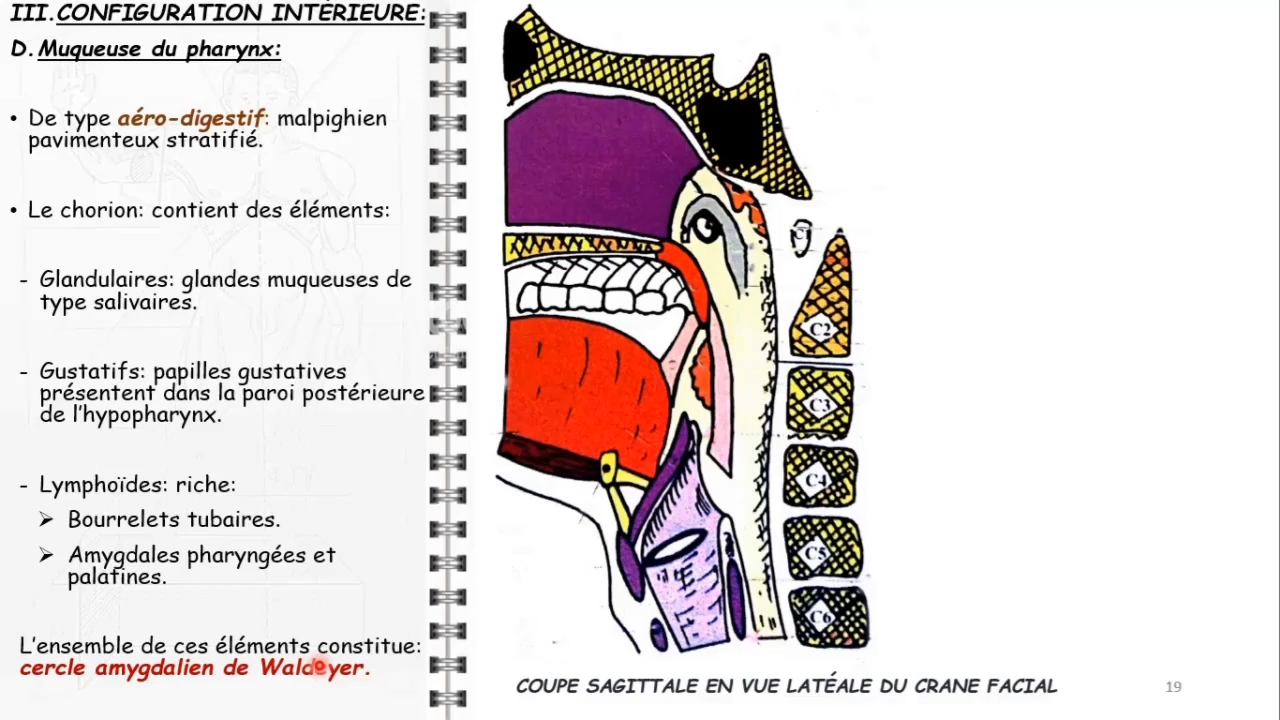 III. CONFIGURATION INTÉRIEURE:
D. Muqueuse du pharynx:
• De type aéro-digestif: malpighien
pavimenteux stratifié.
• Le chorion: contient des éléments:
- Glandulaires: glandes muqueuses de
type salivaires.
- Gustatifs: papilles gustatives
présentent dans la paroi postérieure
de l'hypopharynx.
- Lymphoïdes: riche:
➤ Bourrelets tubaires.
➤ Amygdales pharyngées et
palatines.
L'ensemble de ces éléments constitue:
cercle amygdalien de Waldeyer.
C1
C2
C3
C4
C5
C6
COUPE SAGITTALE EN VUE LATÉALE DU CRANE FACIAL
19